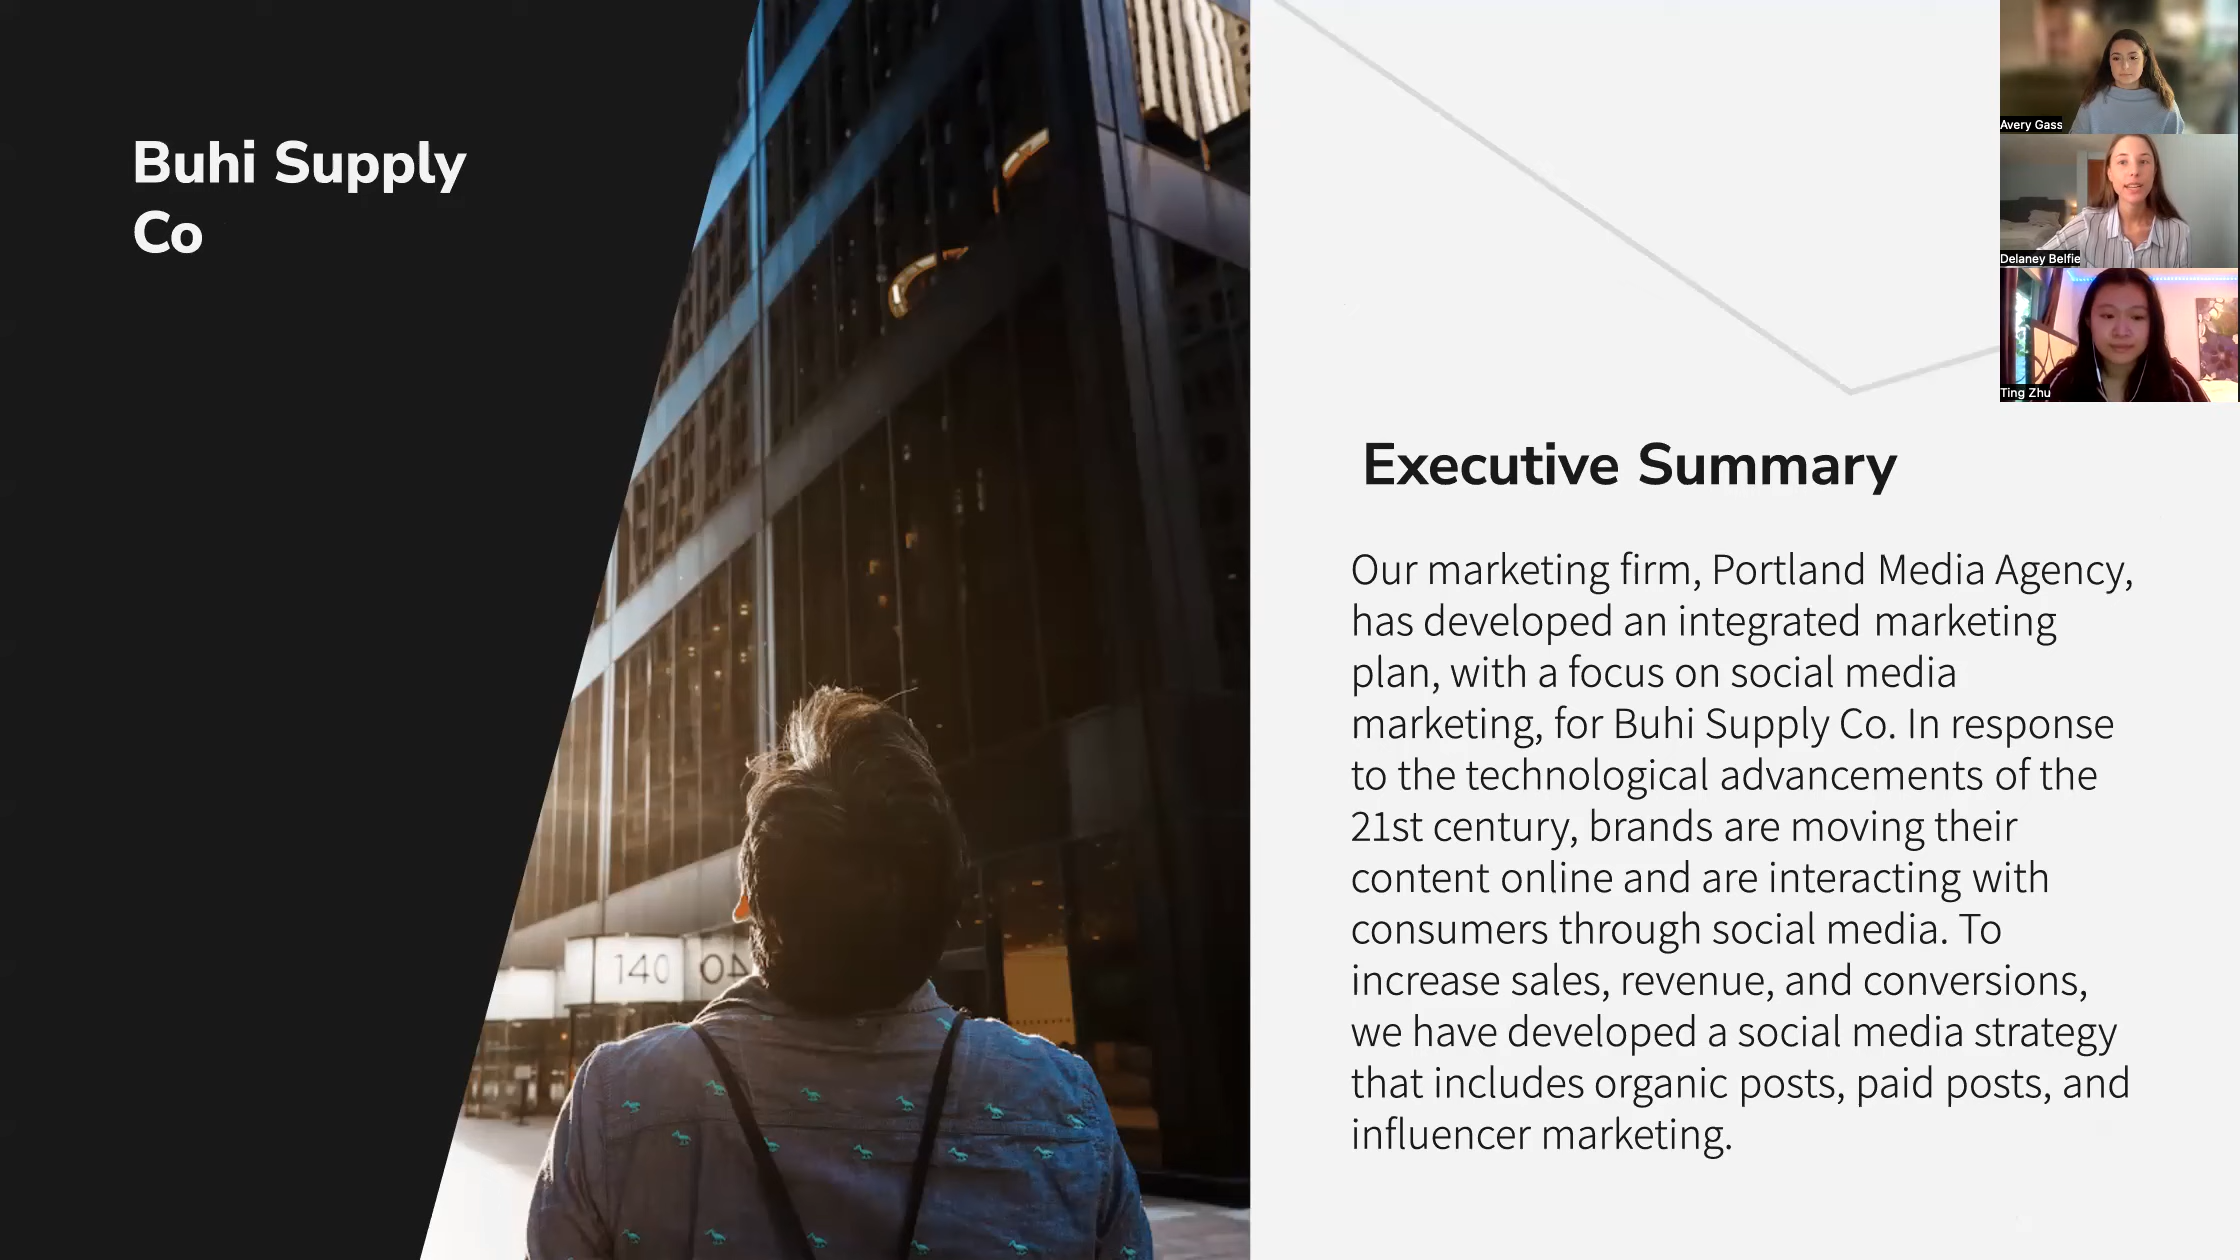 Buhi Supply
Co
140
Avery Gass
Delaney Belfie
Ting Zhu
Executive Summary
Our marketing firm, Portland Media Agency,
has developed an integrated marketing
plan, with a focus on social media
marketing, for Buhi Supply Co. In response
to the technological advancements of the
21st century, brands are moving their
content online and are interacting with
consumers through social media. To
increase sales, revenue, and conversions,
we have developed a social media strategy
that includes organic posts, paid posts, and
influencer marketing.